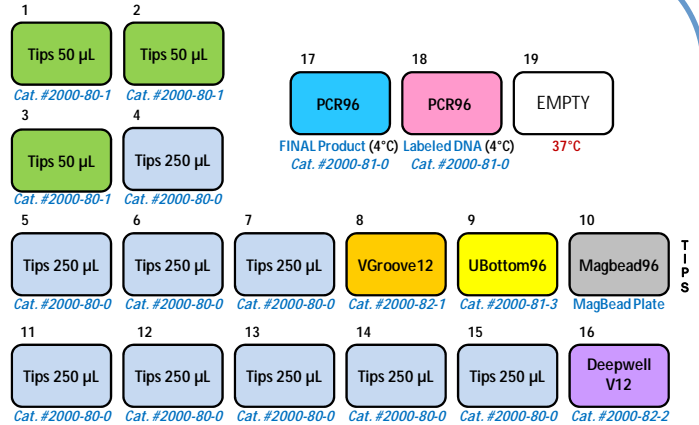 1 2
Tips 50 µL Tips 50 µL
Cat. #2000-80-1 Cat. #2000-80-1
17 18 19
PCR96 PCR96 EMPTY
FINAL Product (4°C) Labeled DNA (4°C) 37°C
Cat. #2000-81-0 Cat. #2000-81-0
3 4
Tips 50 µL Tips 250 µL
Cat. #2000-80-1 Cat. #2000-80-0
5 6 7 8 9 10
Tips 250 µL Tips 250 µL Tips 250 µL VGroove12 UBottom96 Magbead96
Cat. #2000-80-0 Cat. #2000-80-0 Cat. #2000-80-0 Cat. #2000-82-1 Cat. #2000-81-3 MagBead Plate
T
I
P
S
11 12 13 14 15 16
Tips 250 µL Tips 250 µL Tips 250 µL Tips 250 µL Tips 250 µL Deepwell
V12
Cat. #2000-80-0 Cat. #2000-80-0 Cat. #2000-80-0 Cat. #2000-80-0 Cat. #2000-80-0 Cat. #2000-82-2